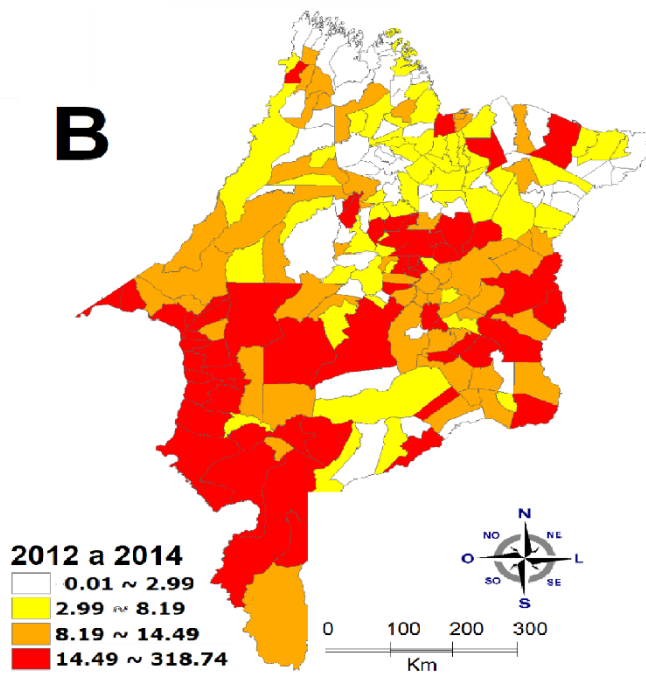 B
N
NO NE
O L
SO SE
S
2012 a 2014
0.01 ~ 2.99
2.99 ~ 8.19
8.19 ~ 14.49
14.49 ~ 318.74
0 100 200 300
Km